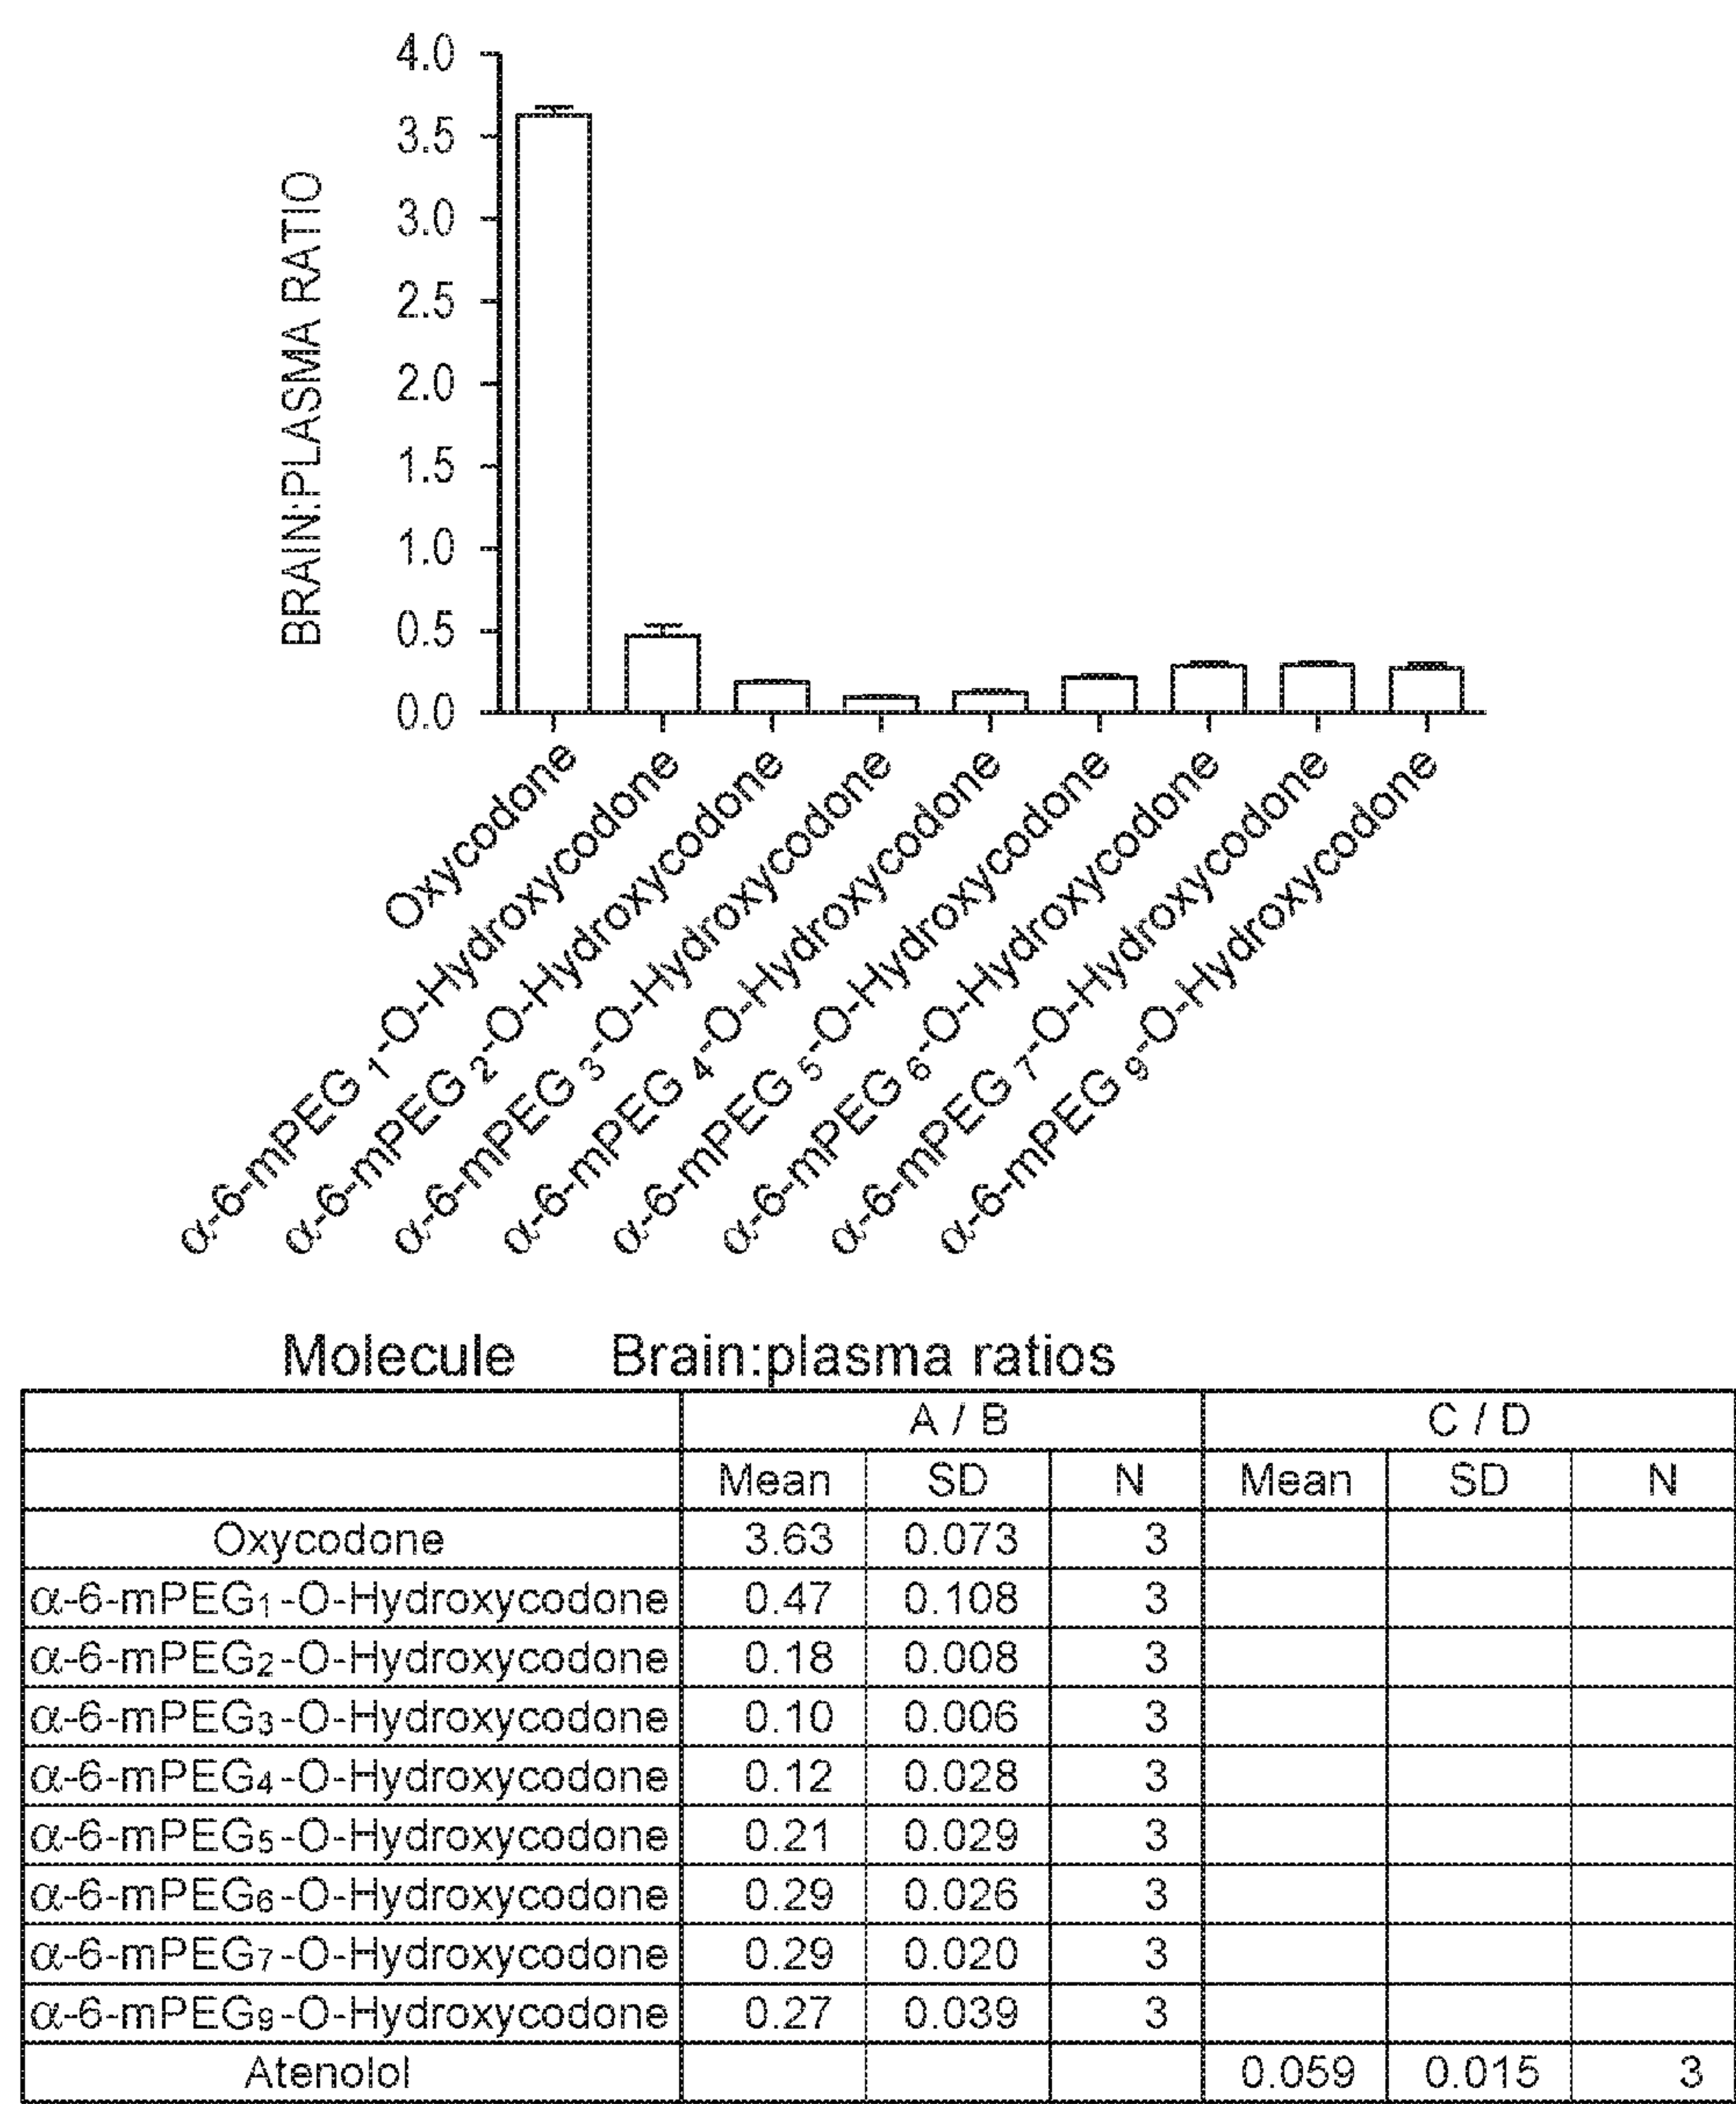 4.0
3.5
3.0
2.5
2.0
1.5
1.0
0.5
0.0
BRAIN:PLASMA RATIO
Oxycodone
α-6-mPEG 1-O-Hydroxycodone
α-6-mPEG 2-O-Hydroxycodone
α-6-mPEG 3-O-Hydroxycodone
α-6-mPEG 4-O-Hydroxycodone
α-6-mPEG 5-O-Hydroxycodone
α-6-mPEG 6-O-Hydroxycodone
α-6-mPEG 7-O-Hydroxycodone
α-6-mPEG 9-O-Hydroxycodone
Molecule Brain:plasma ratios
A / B C / D
Mean SD N Mean SD N
Oxycodone 3.63 0.073 3
α-6-mPEG₁-O-Hydroxycodone 0.47 0.108 3
α-6-mPEG₂-O-Hydroxycodone 0.18 0.008 3
α-6-mPEG₃-O-Hydroxycodone 0.10 0.006 3
α-6-mPEG₄-O-Hydroxycodone 0.12 0.028 3
α-6-mPEG₅-O-Hydroxycodone 0.21 0.029 3
α-6-mPEG₆-O-Hydroxycodone 0.29 0.026 3
α-6-mPEG₇-O-Hydroxycodone 0.29 0.020 3
α-6-mPEG₉-O-Hydroxycodone 0.27 0.039 3
Atenolol 0.059 0.015 3